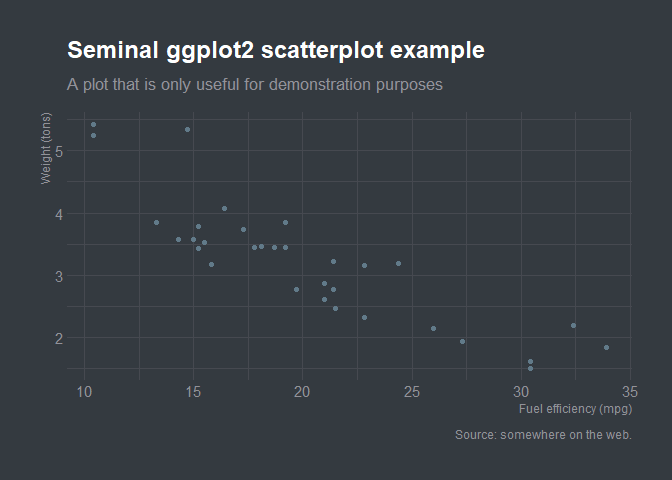 Seminal ggplot2 scatterplot example
A plot that is only useful for demonstration purposes
Weight (tons)
5
4
3
2
10 15 20 25 30 35
Fuel efficiency (mpg)
Source: somewhere on the web.